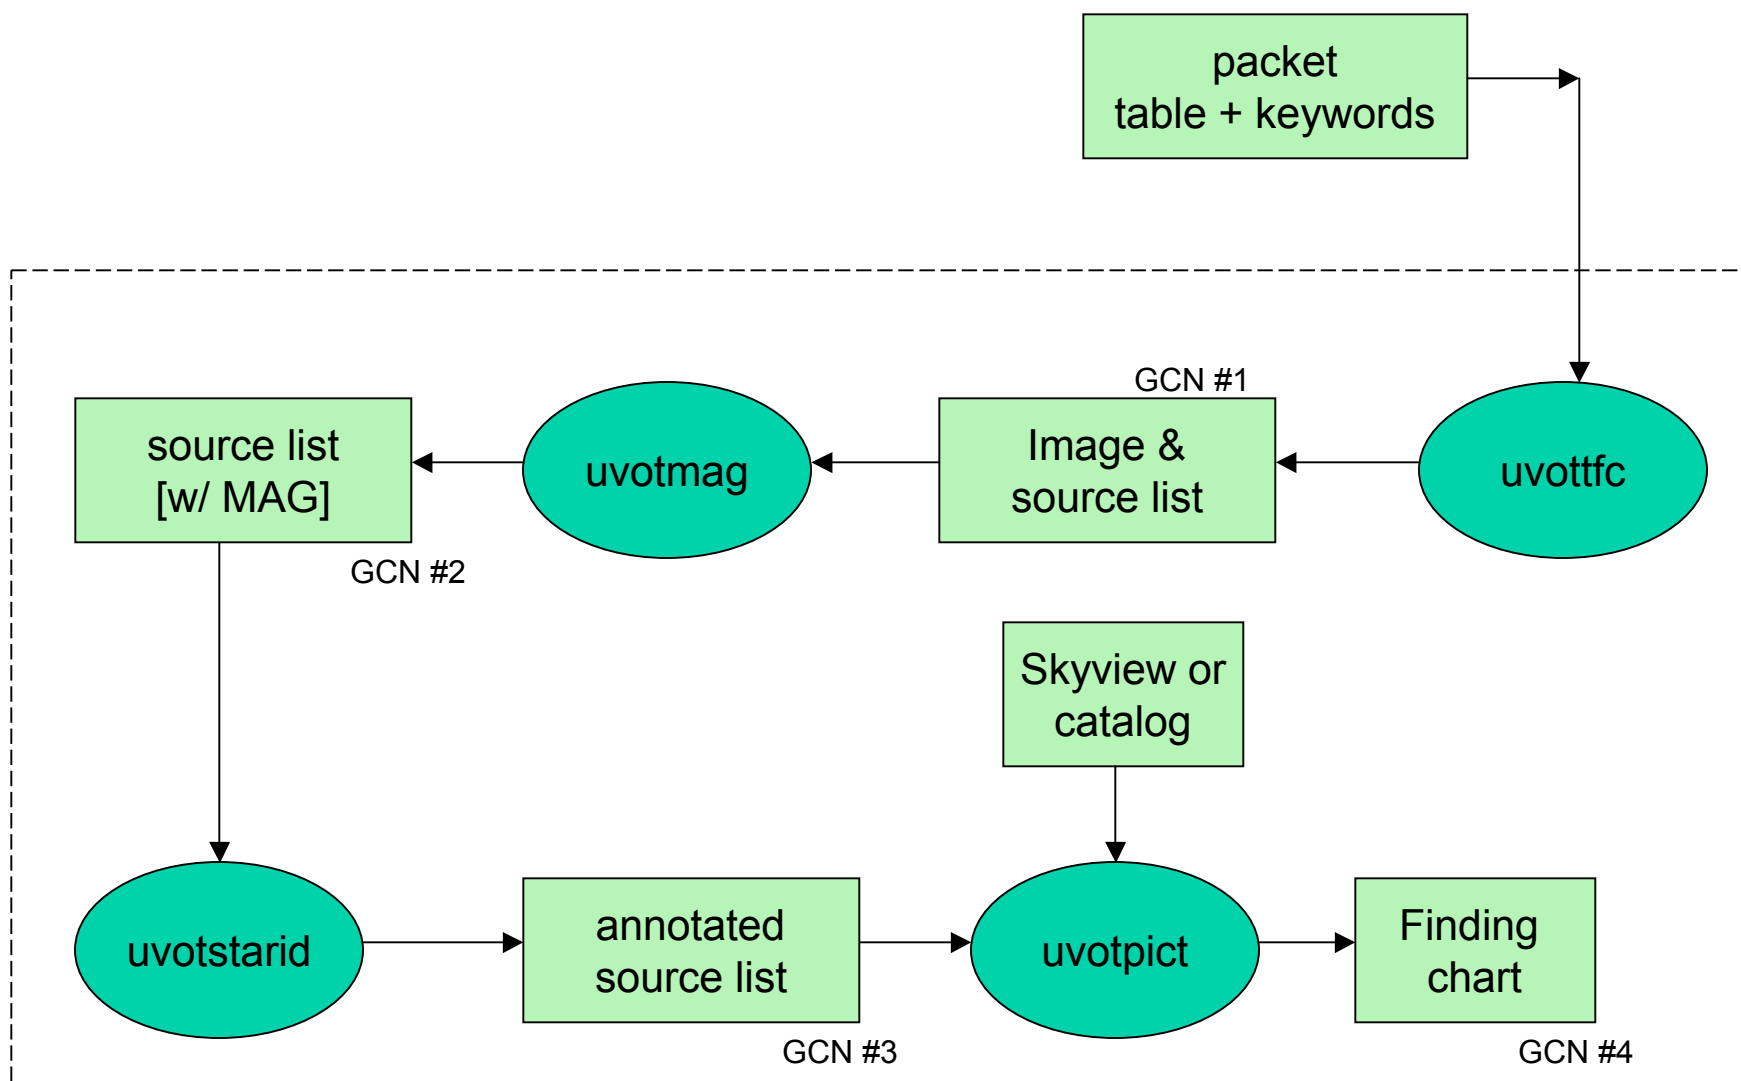 packet
table + keywords
GCN #1
source list
[w/ MAG]
uvotmag
Image &
source list
uvottfc
GCN #2
Skyview or
catalog
uvotstarid
annotated
source list
uvotpict
Finding
chart
GCN #3
GCN #4